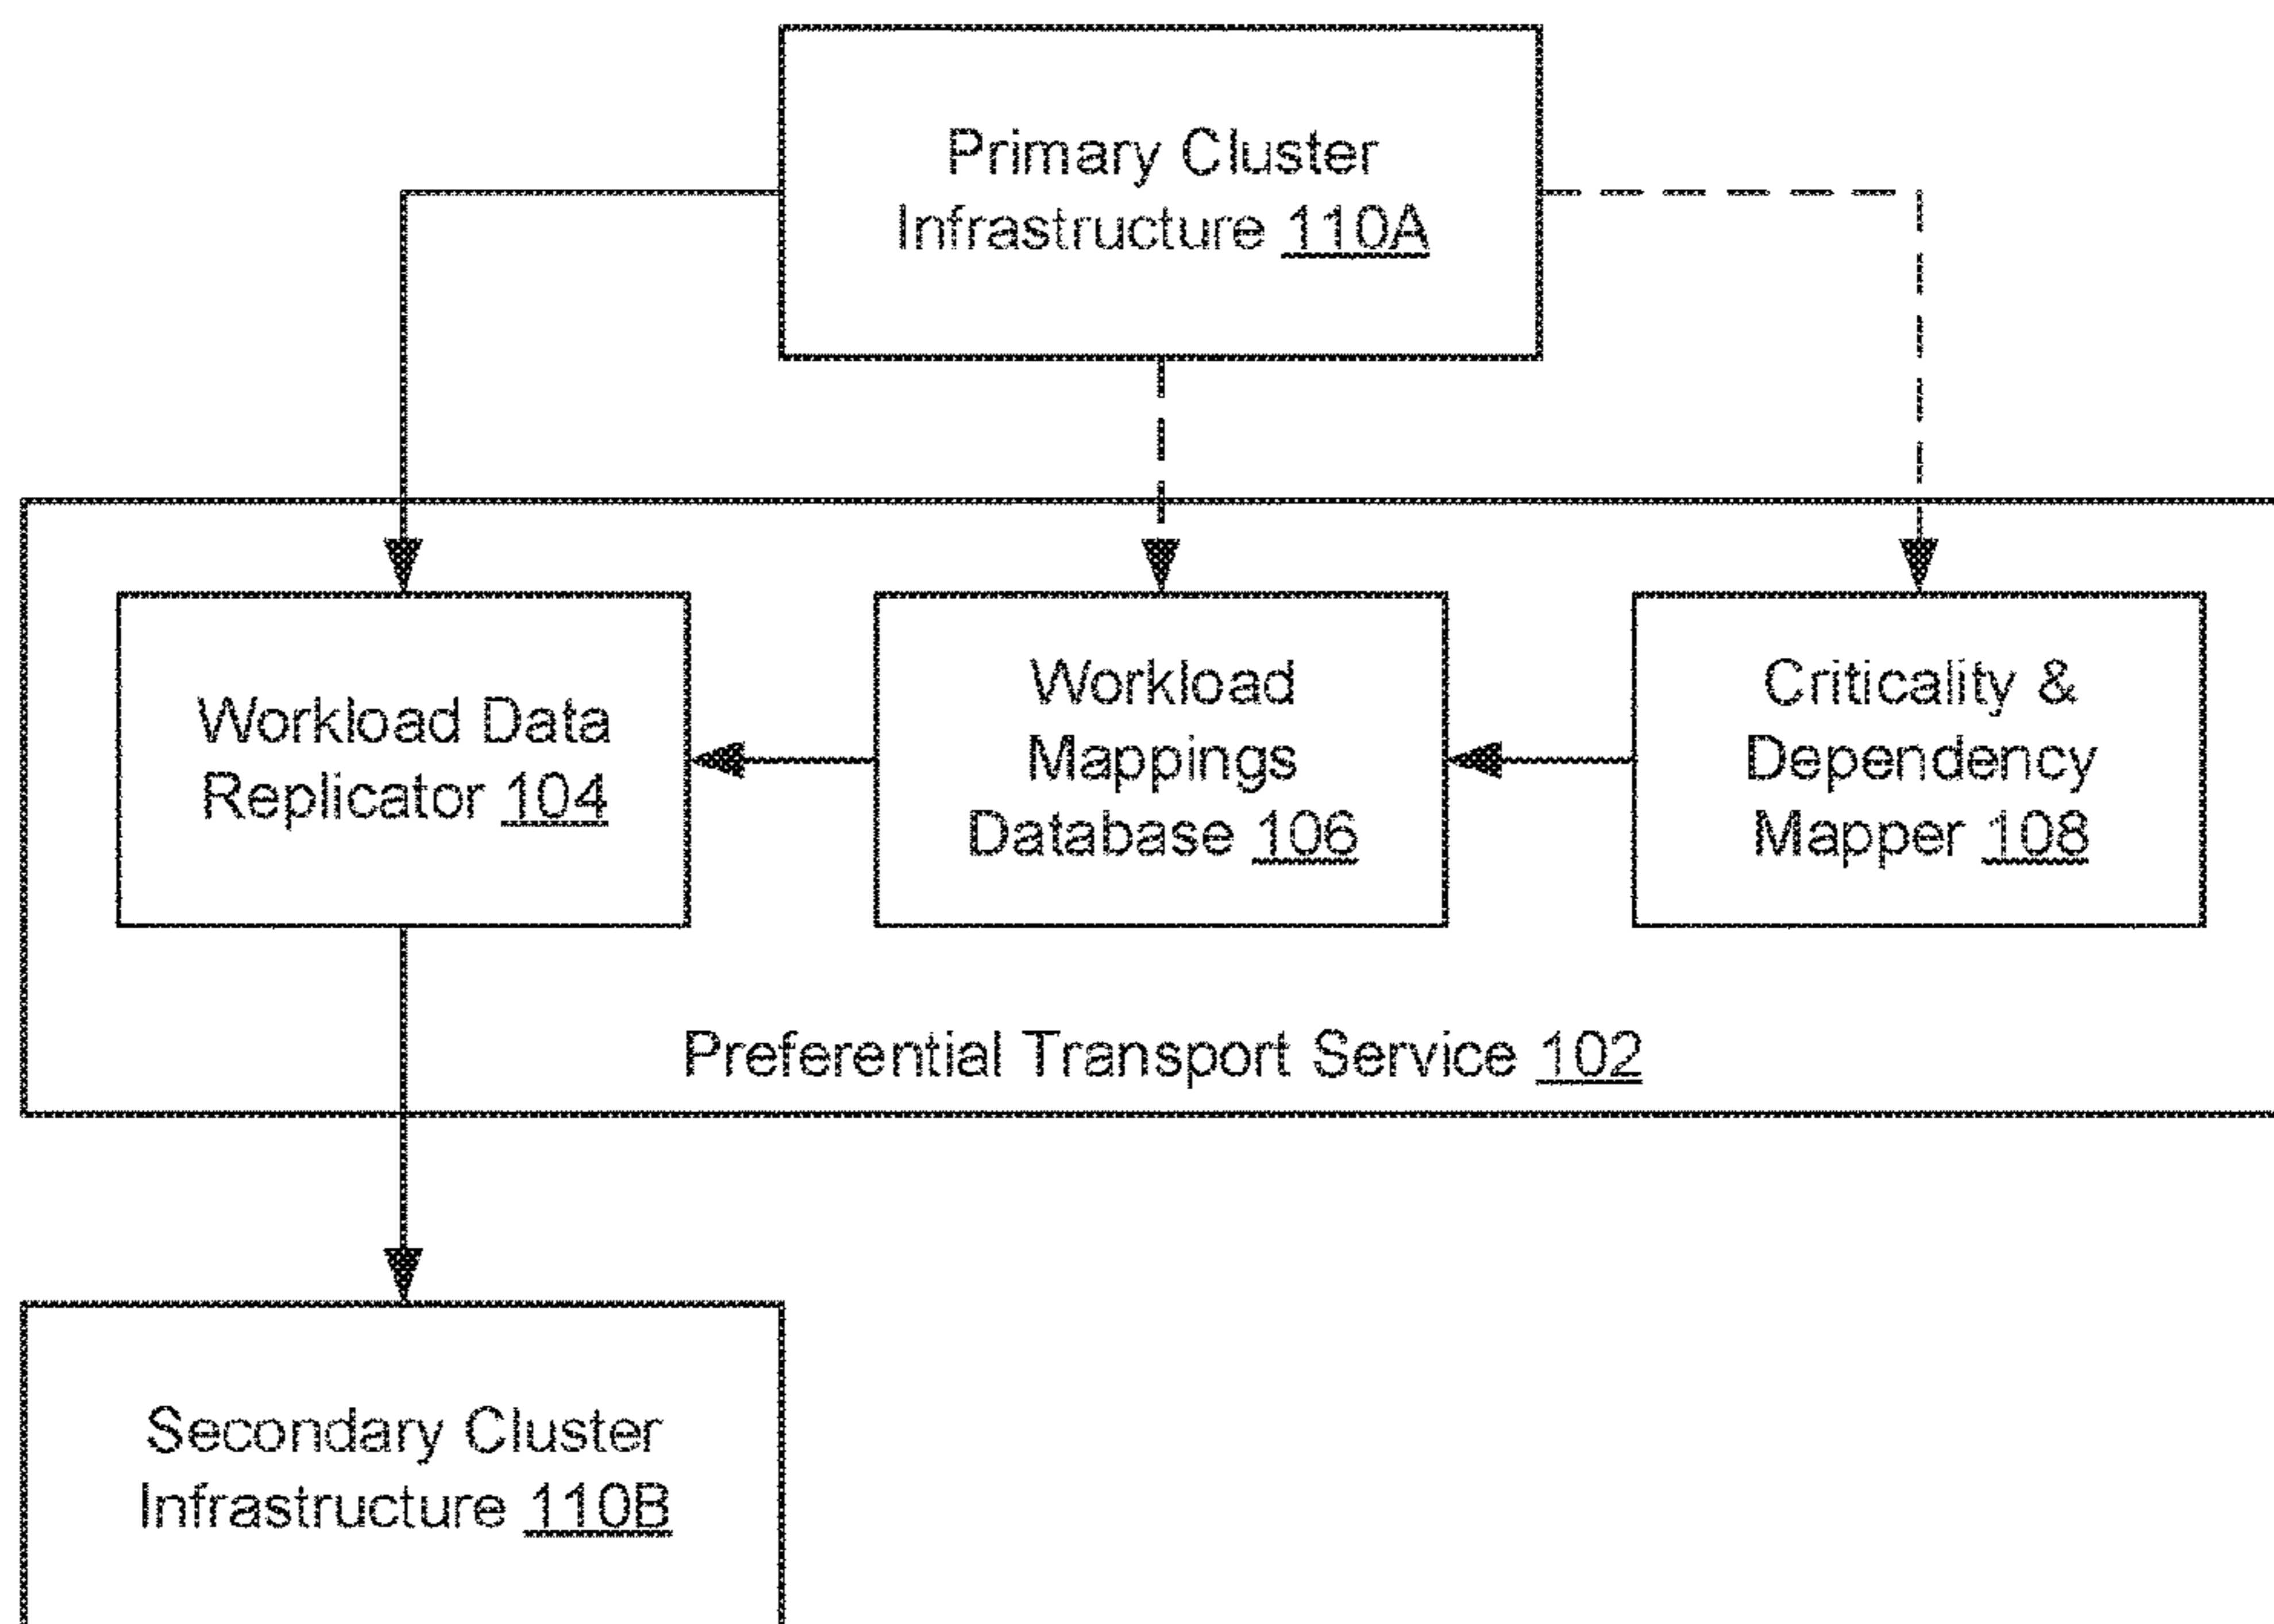 Primary Cluster
Infrastructure 110A
Workload Data
Replicator 104
Workload
Mappings
Database 106
Criticality &
Dependency
Mapper 108
Preferential Transport Service 102
Secondary Cluster
Infrastructure 110B